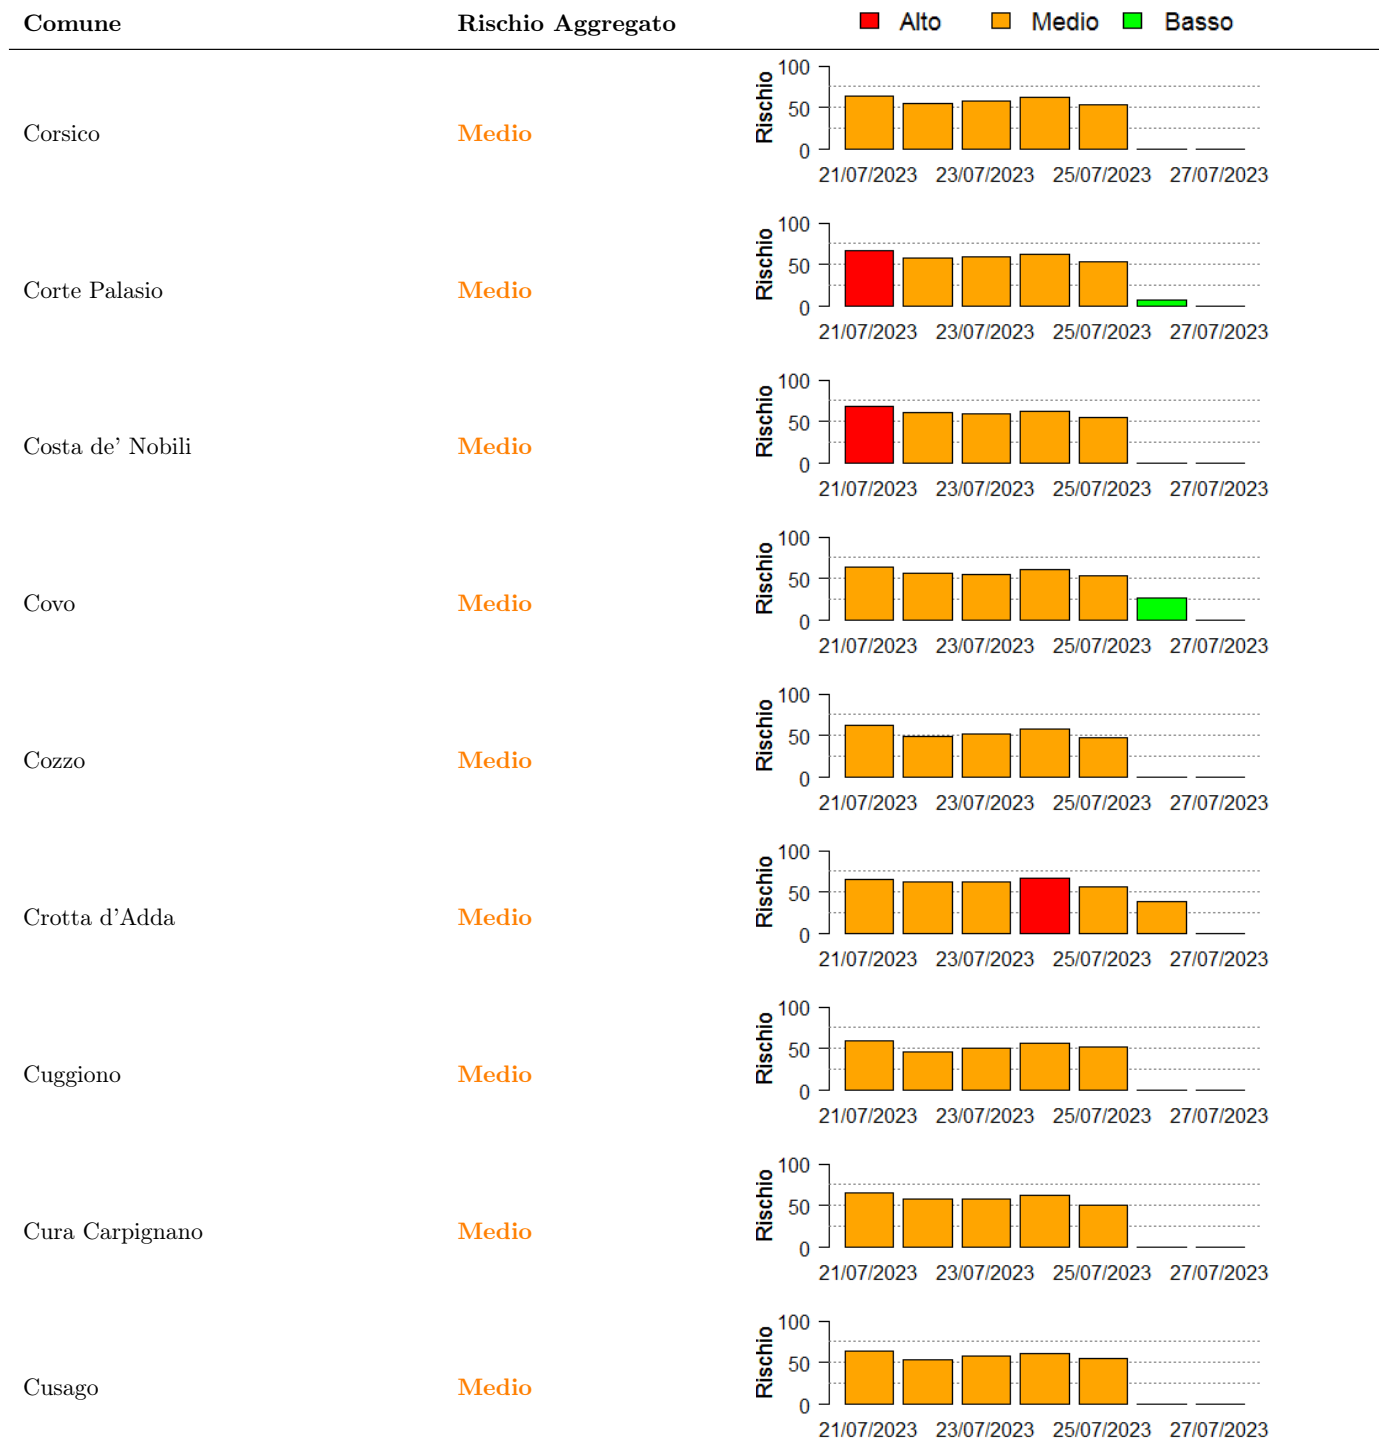 Comune Rischio Aggregato Alto Medio Basso
100
Rischio
50
0
Corsico Medio
21/07/2023 23/07/2023 25/07/2023 27/07/2023
100
Rischio
50
0
Corte Palasio Medio
21/07/2023 23/07/2023 25/07/2023 27/07/2023
100
Rischio
50
0
Costa de’ Nobili Medio
21/07/2023 23/07/2023 25/07/2023 27/07/2023
100
Rischio
50
0
Covo Medio
21/07/2023 23/07/2023 25/07/2023 27/07/2023
100
Rischio
50
0
Cozzo Medio
21/07/2023 23/07/2023 25/07/2023 27/07/2023
100
Rischio
50
0
Crotta d’Adda Medio
21/07/2023 23/07/2023 25/07/2023 27/07/2023
100
Rischio
50
0
Cuggiono Medio
21/07/2023 23/07/2023 25/07/2023 27/07/2023
100
Rischio
50
0
Cura Carpignano Medio
21/07/2023 23/07/2023 25/07/2023 27/07/2023
100
Rischio
50
0
Cusago Medio
21/07/2023 23/07/2023 25/07/2023 27/07/2023